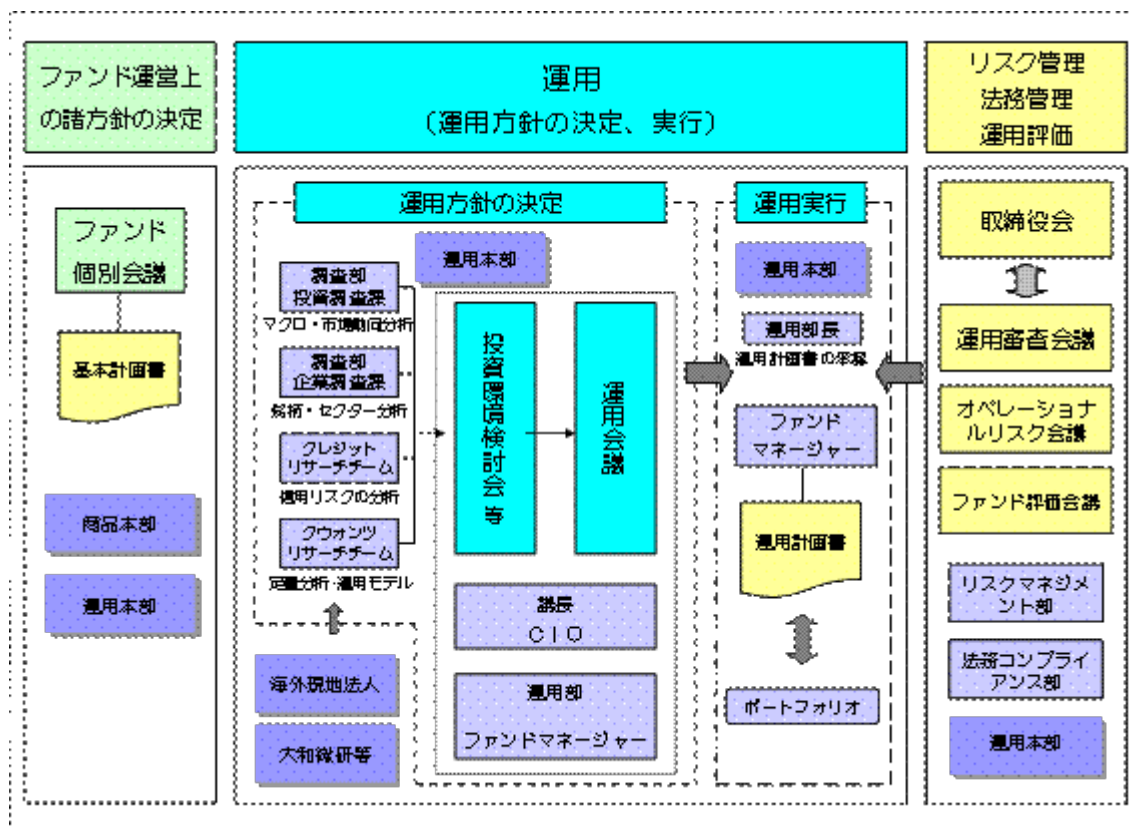 ファンド運営上
の諸方針の決定
運用
（運用方針の決定、実行）
リスク管理
法務管理
運用評価
ファンド
個別会議
基本計画書
商品本部
運用本部
運用方針の決定
運用本部
調査部
投資調査課
マクロ・市場動向分析
調査部
企業調査課
銘柄・セクター分析
クレジット
リサーチチーム
信用リスクの分析
クウォンツ
リサーチチーム
定量分析・運用モデル
海外現地法人
大和総研等
投資環境検討会等
運用会議
議長
ＣＩＯ
運用部
ファンドマネージャー
運用実行
運用本部
運用部長
運用計画書の承認
ファンド
マネージャー
運用計画書
ポートフォリオ
取締役会
運用審査会議
オペレーショナ
ルリスク会議
ファンド評価会議
リスクマネジメ
ント部
法務コンプライ
アンス部
運用本部